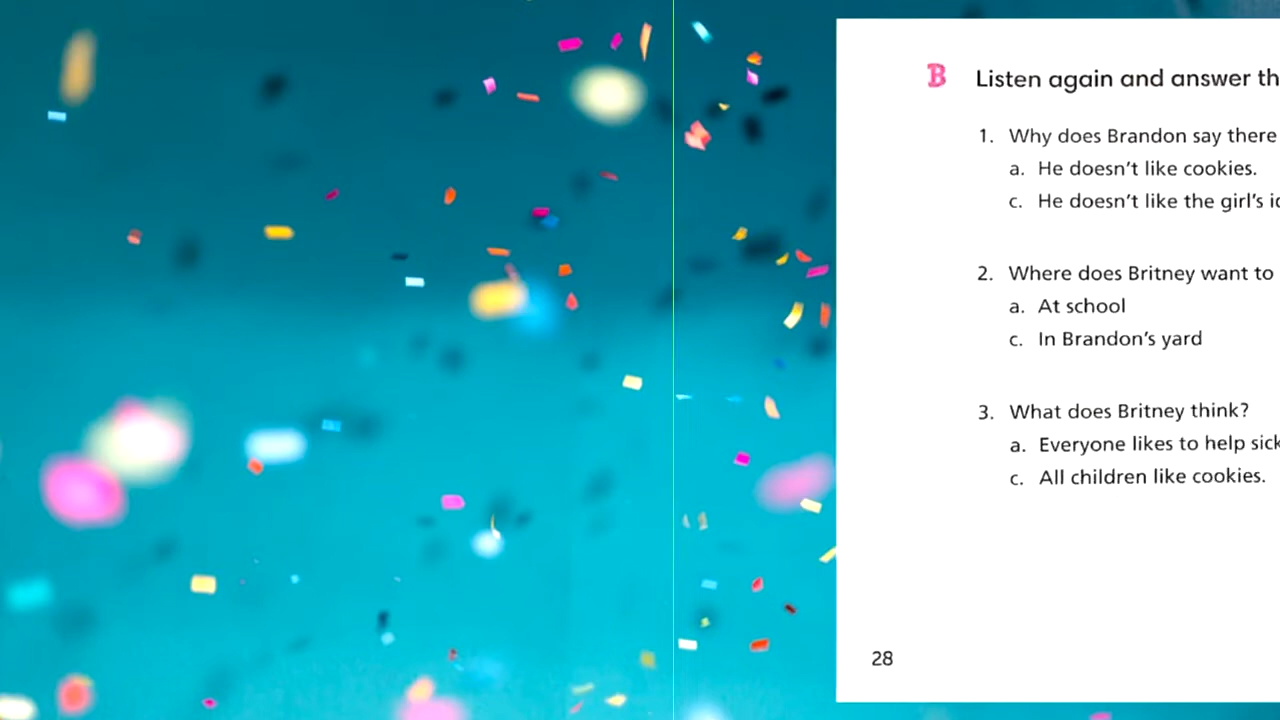 B Listen again and answer th
1. Why does Brandon say there
a. He doesn't like cookies.
c. He doesn't like the girl's
2. Where does Britney want to
a. At school
c. In Brandon's yard
3. What does Britney think?
a. Everyone likes to help sick
c. All children like cookies.
28